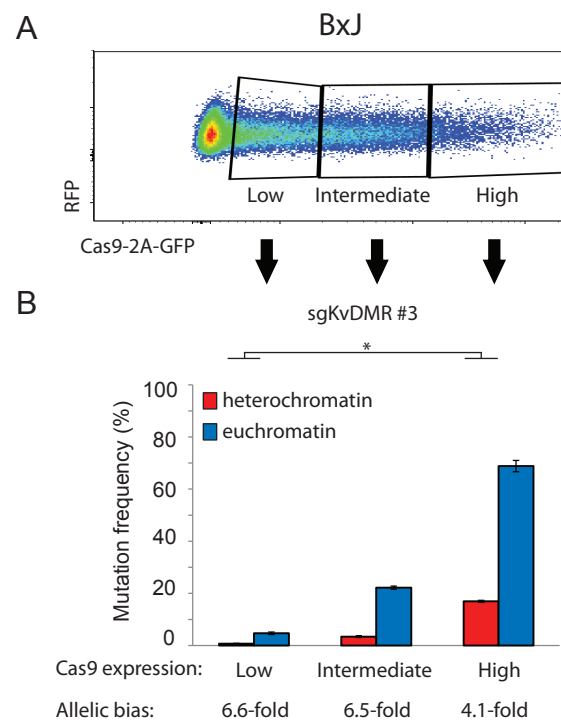 A
BxJ
RFP
Low
Intermediate
High
Cas9-2A-GFP
B
sgKvDMR #3
*
Mutation frequency (%)
100
80
60
40
20
0
heterochromatin
euchromatin
Cas9 expression: Low Intermediate High
Allelic bias: 6.6-fold 6.5-fold 4.1-fold